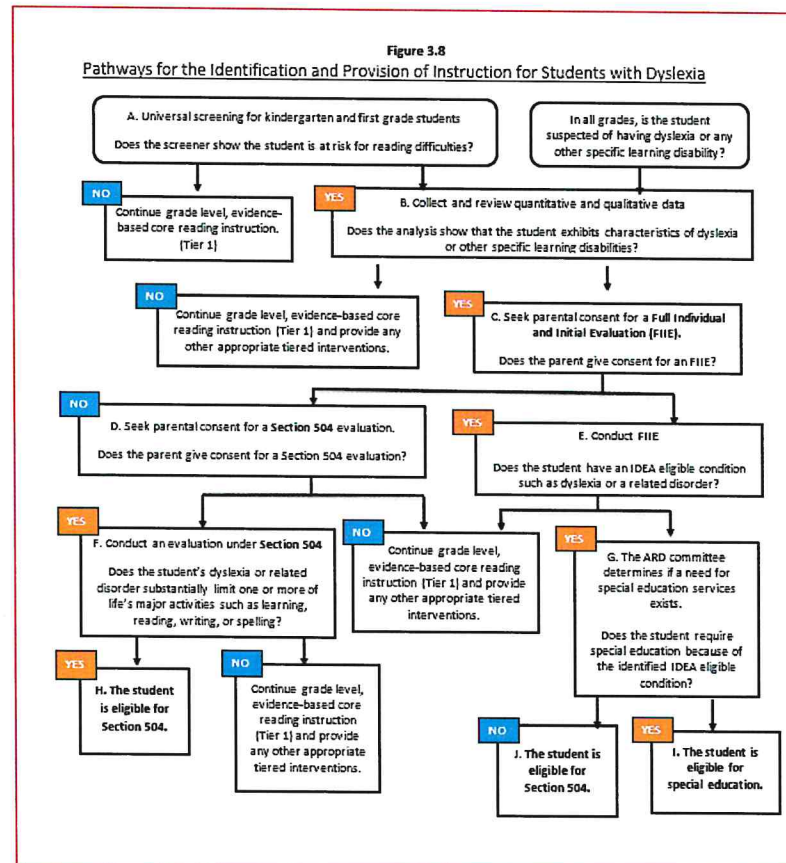 Figure 3.8
Pathways for the Identification and Provision of Instruction for Students with Dyslexia
A. Universal screening for kindergarten and first grade students
Does the screener show the student is at risk for reading difficulties?
In all grades, is the student
suspected of having dyslexia or any
other specific learning disability?
NO
Continue grade level, evidence-
based core reading instruction.
(Tier 1)
YES
B. Collect and review quantitative and qualitative data
Does the analysis show that the student exhibits characteristics of dyslexia
or other specific learning disabilities?
NO
Continue grade level, evidence-based core
reading instruction (Tier 1) and provide any
other appropriate tiered interventions.
YES
C. Seek parental consent for a Full Individual
and Initial Evaluation (FIIE).
Does the parent give consent for an FIIE?
NO
D. Seek parental consent for a Section 504 evaluation.
Does the parent give consent for a Section 504 evaluation?
YES
E. Conduct FIIE
Does the student have an IDEA eligible condition
such as dyslexia or a related disorder?
YES
F. Conduct an evaluation under Section 504
Does the student's dyslexia or related
disorder substantially limit one or more of
life's major activities such as learning,
reading, writing, or spelling?
NO
Continue grade level,
evidence-based core reading
instruction (Tier 1) and provide
any other appropriate tiered
interventions.
YES
G. The ARD committee
determines if a need for
special education services
exists.
Does the student require
special education because of
the identified IDEA eligible
condition?
YES
H. The student
is eligible for
Section 504.
NO
Continue grade level,
evidence-based core
reading instruction
(Tier 1) and provide
any other appropriate
tiered interventions.
NO
J. The student is
eligible for
Section 504.
YES
I. The student is
eligible for
special education.